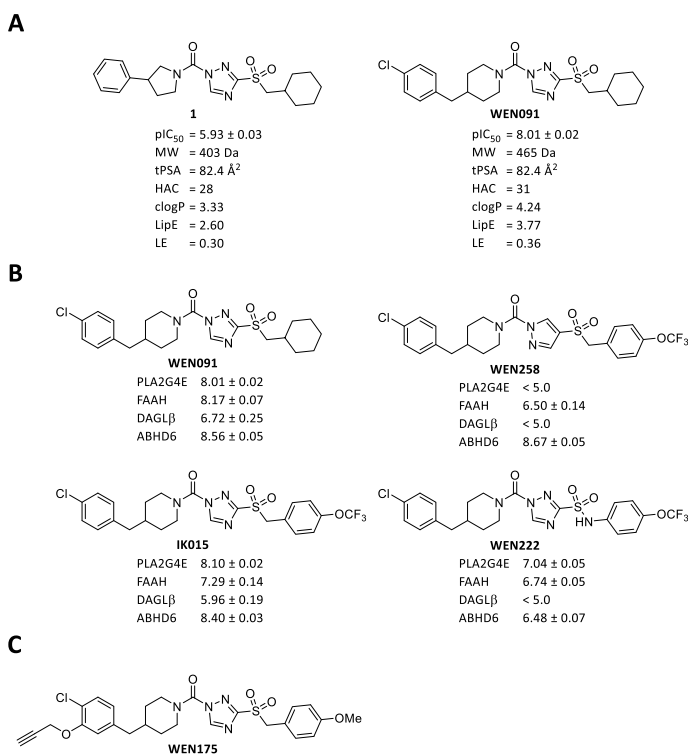 A
1
pIC50 = 5.93 ± 0.03
MW = 403 Da
tPSA = 82.4 Å2
HAC = 28
clogP = 3.33
LipE = 2.60
LE = 0.30
Cl N O N N N S O O
WEN091
pIC50 = 8.01 ± 0.02
MW = 465 Da
tPSA = 82.4 Å2
HAC = 31
clogP = 4.24
LipE = 3.77
LE = 0.36
B
Cl N O N N N S O O
WEN091
PLA2G4E 8.01 ± 0.02
FAAH 8.17 ± 0.07
DAGLβ 6.72 ± 0.25
ABHD6 8.56 ± 0.05
Cl N O N N S O O OCF3
WEN258
PLA2G4E < 5.0
FAAH 6.50 ± 0.14
DAGLβ < 5.0
ABHD6 8.67 ± 0.05
Cl N O N N N S O O OCF3
IK015
PLA2G4E 8.10 ± 0.02
FAAH 7.29 ± 0.14
DAGLβ 5.96 ± 0.19
ABHD6 8.40 ± 0.03
Cl N O N N N S O O HN OCF3
WEN222
PLA2G4E 7.04 ± 0.05
FAAH 6.74 ± 0.05
DAGLβ < 5.0
ABHD6 6.48 ± 0.07
C
Cl O N O N N N S O O OMe
WEN175